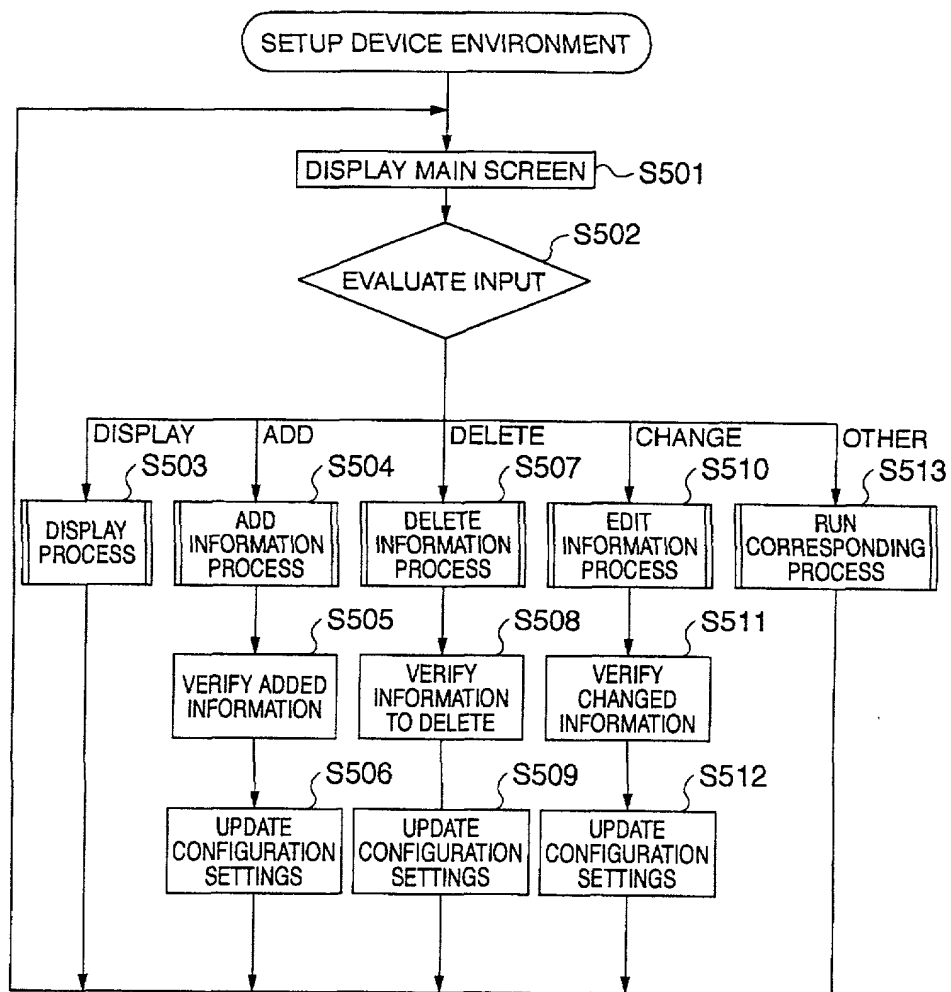 SETUP DEVICE ENVIRONMENT
DISPLAY MAIN SCREEN
S501
S502
EVALUATE INPUT
DISPLAY
ADD
DELETE
CHANGE
OTHER
S503
S504
S507
S510
S513
DISPLAY
PROCESS
ADD
INFORMATION
PROCESS
DELETE
INFORMATION
PROCESS
EDIT
INFORMATION
PROCESS
RUN
CORRESPONDING
PROCESS
S505
S508
S511
VERIFY ADDED
INFORMATION
VERIFY
INFORMATION
TO DELETE
VERIFY
CHANGED
INFORMATION
S506
S509
S512
UPDATE
CONFIGURATION
SETTINGS
UPDATE
CONFIGURATION
SETTINGS
UPDATE
CONFIGURATION
SETTINGS